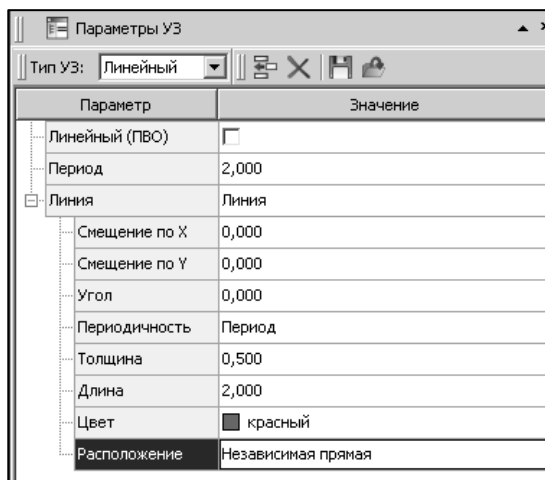 Параметры УЗ
Тип УЗ: Линейный
Параметр Значение
Линейный (ПВО)
Период 2,000
Линия Линия
Смещение по X 0,000
Смещение по Y 0,000
Угол 0,000
Периодичность Период
Толщина 0,500
Длина 2,000
Цвет красный
Расположение Независимая прямая